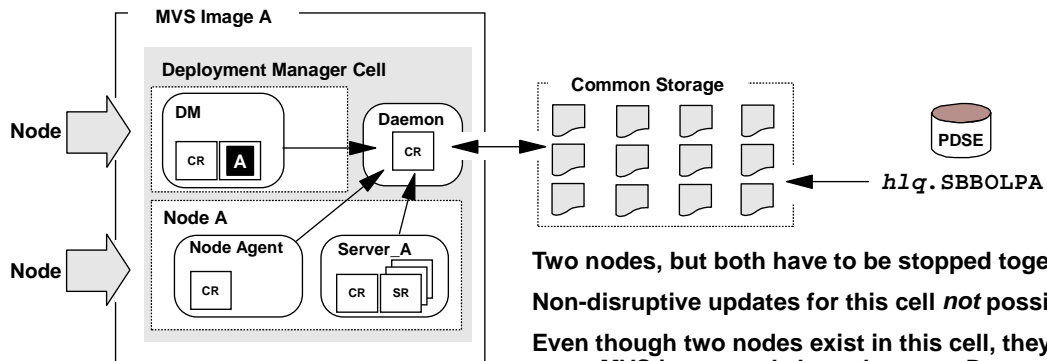 MVS Image A
Deployment Manager Cell
Common Storage
DM
Daemon
Node
CR
A
CR
PDSE
hlq.SBBOLPA
Node A
Node Agent
Server_A
Node
CR
CR
SR
Two nodes, but both have to be stopped
Non-disruptive updates for this cell not
Even though two nodes exist in this cell, they